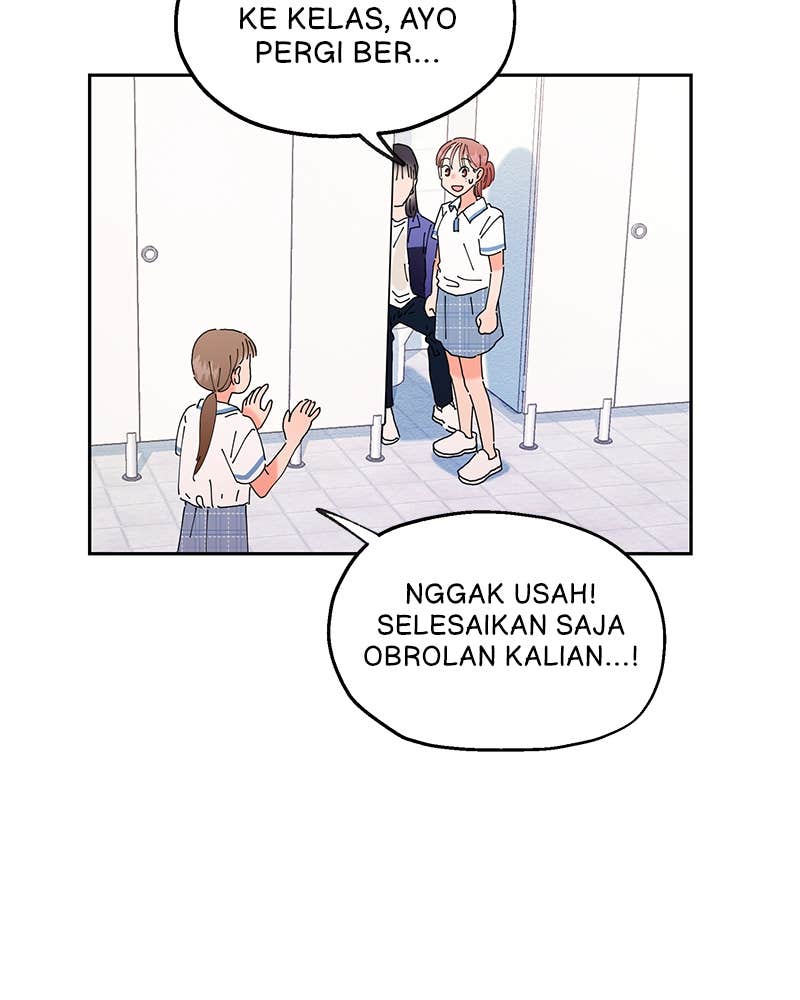 KE KELAS, AYO
PERGI BER...
NGGAK USAH!
SELESAIKAN SAJA
OBROLAN KALIAN...!